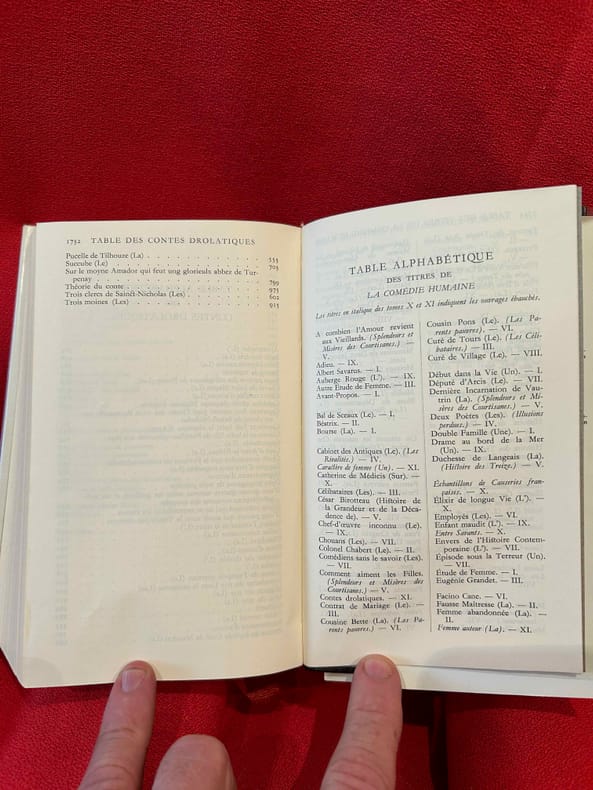 1752 TABLE DES CONTES DROLATIQUES
Pucelle de Tilhouze (La) . . . . . . . . . . 555
Succube (Le) . . . . . . . . . . 703
Sur le moyne Amador qui feut ung glorieulx abbez de Tur-
penay . . . . . . . . . . 799
Théorie du conte . . . . . . . . . . 975
Trois clercs de Sainct-Nicholas (Les) . . . . . . 602
Trois moines (Les) . . . . . . . . . . 915
TABLE ALPHABÉTIQUE
DES TITRES DE
LA COMÉDIE HUMAINE
Les titres en italique des tomes X et XI indiquent les ouvrages ébauchés.
A combien l'Amour revient
aux Vieillards. (Splendeurs et
Misères des Courtisanes.) —
V.
Adieu. — IX.
Albert Savarus. — I.
Auberge Rouge (L'). — IX.
Autre Étude de Femme. — III.
Avant-Propos. — I.
Bal de Sceaux (Le). — I.
Béatrix. — II.
Bourse (La). — I.
Cabinet des Antiques (Le). (Les
Rivalités.) — IV.
Caractère de femme (Un). — XI.
Catherine de Médicis (Sur). —
X.
Célibataires (Les). — III.
César Birotteau (Histoire de
la Grandeur et de la Déca-
dence de). — V.
Chef-d'œuvre inconnu (Le).
— IX.
Chouans (Les). — VII.
Colonel Chabert (Le). — II.
Comédiens sans le savoir (Les).
— VII.
Comment aiment les Filles.
(Splendeurs et Misères des
Courtisanes.) — V.
Contes drolatiques. — XI.
Contrat de Mariage (Le). —
III.
Cousine Bette (La). (Les Pa-
rents pauvres.) — VI.
Cousin Pons (Le). (Les Pa-
rents pauvres). — VI.
Curé de Tours (Le). (Les Céli-
bataires.) — III.
Curé de Village (Le). — VIII.
Début dans la Vie (Un). — I.
Député d'Arcis (Le). — VII.
Dernière Incarnation de Vau-
trin (La). (Splendeurs et Mi-
sères des Courtisanes.) — V.
Deux Poètes (Les). (Illusions
perdues.) — IV.
Double Famille (Une). — I.
Drame au bord de la Mer
(Un). — IX.
Duchesse de Langeais (La).
(Histoire des Treize). — V.
Échantillons de Causeries fran-
çaises. — X.
Élixir de longue Vie (L'). —
X.
Employés (Les). — VI.
Enfant maudit (L'). — IX.
Entre Savants. — X.
Envers de l'Histoire Contem-
poraine (L'). — VII.
Épisode sous la Terreur (Un).
— VII.
Étude de Femme. — I.
Eugénie Grandet. — III.
Facino Cane. — VI.
Fausse Maîtresse (La). — II.
Femme abandonnée (La). —
II.
Femme auteur (La). — XI.